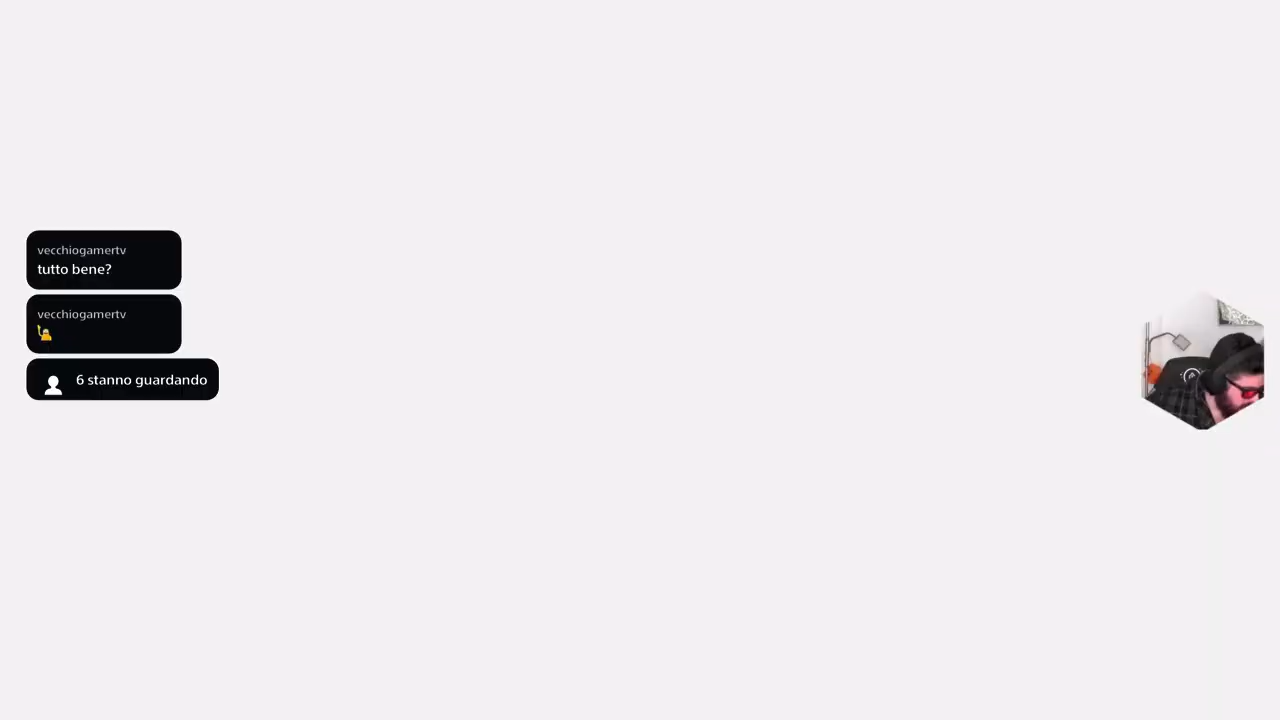 vecchiogamertv
tutto bene?
vecchiogamertv
6 stanno guardando